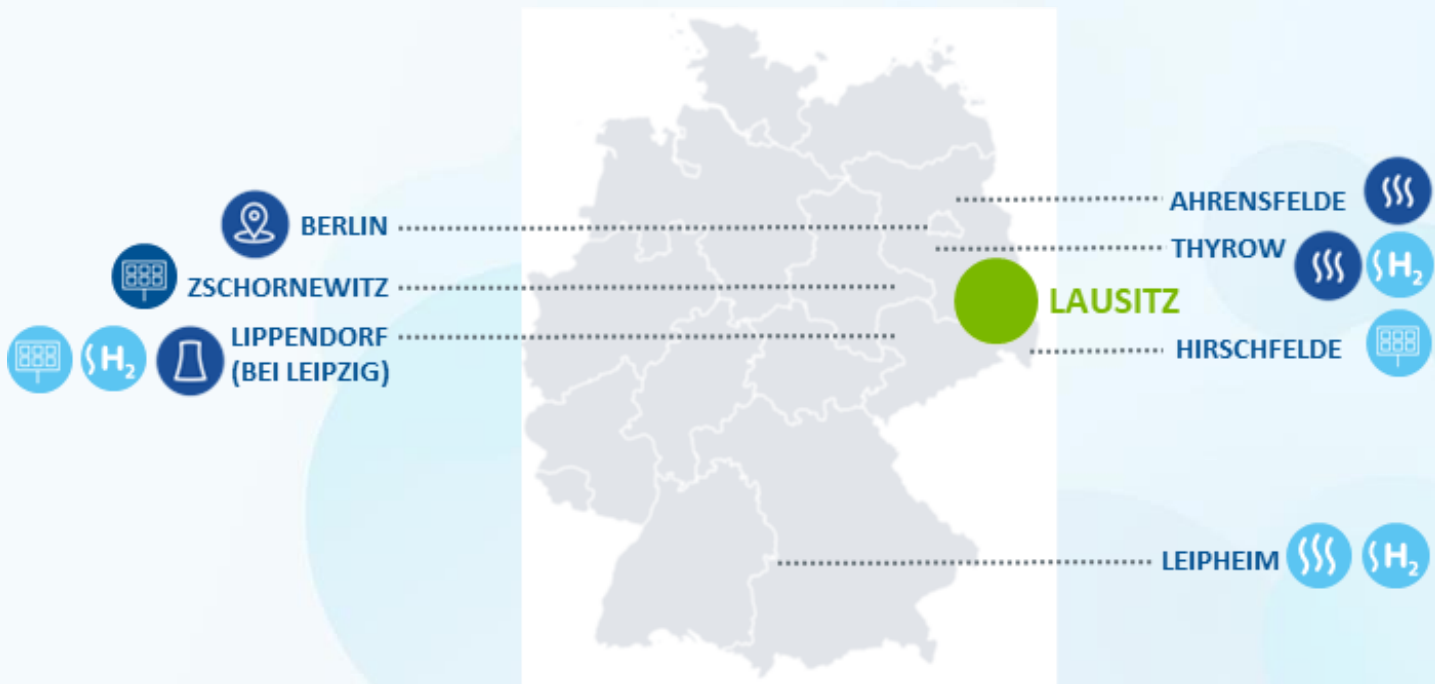 BERLIN
ZSCHORNEWITZ
LIPPENDORF
(BEI LEIPZIG)
H₂
AHRENSFELDE
THYROW
H₂
LAUSITZ
HIRSCHFELDE
LEIPHEIM
H₂